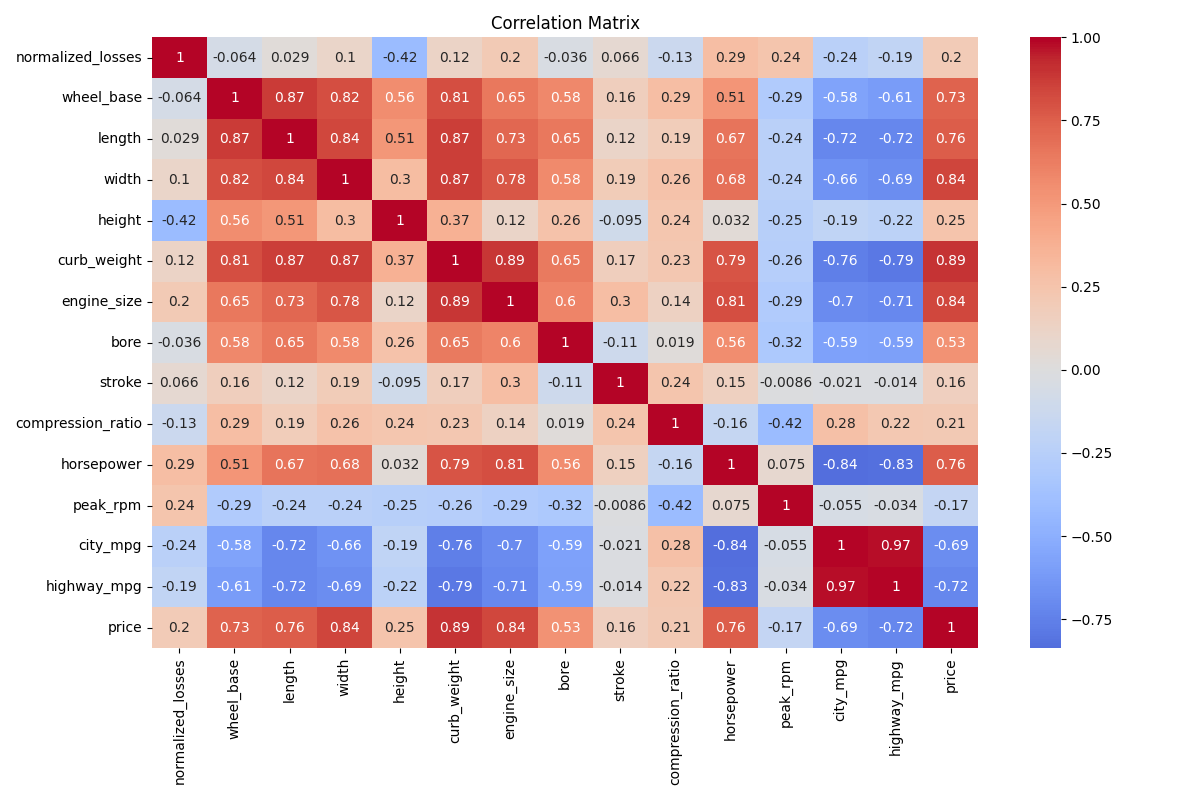 Correlation Matrix
normalized_losses 1 -0.064 0.029 0.1 -0.42 0.12 0.2 -0.036 0.066 -0.13 0.29 0.24 -0.24 -0.19 0.2
wheel_base -0.064 1 0.87 0.82 0.56 0.81 0.65 0.58 0.16 0.29 0.51 -0.29 -0.58 -0.61 0.73
length 0.029 0.87 1 0.84 0.51 0.87 0.73 0.65 0.12 0.19 0.67 -0.24 -0.72 -0.72 0.76
width 0.1 0.82 0.84 1 0.3 0.87 0.78 0.58 0.19 0.26 0.68 -0.24 -0.66 -0.69 0.84
height -0.42 0.56 0.51 0.3 1 0.37 0.12 0.26 -0.095 0.24 0.032 -0.25 -0.19 -0.22 0.25
curb_weight 0.12 0.81 0.87 0.87 0.37 1 0.89 0.65 0.17 0.23 0.79 -0.26 -0.76 -0.79 0.89
engine_size 0.2 0.65 0.73 0.78 0.12 0.89 1 0.6 0.3 0.14 0.81 -0.29 -0.7 -0.71 0.84
bore -0.036 0.58 0.65 0.58 0.26 0.65 0.6 1 -0.11 0.019 0.56 -0.32 -0.59 -0.59 0.53
stroke 0.066 0.16 0.12 0.19 -0.095 0.17 0.3 -0.11 1 0.24 0.15 -0.0086 -0.021 -0.014 0.16
compression_ratio -0.13 0.29 0.19 0.26 0.24 0.23 0.14 0.019 0.24 1 -0.16 -0.42 0.28 0.22 0.21
horsepower 0.29 0.51 0.67 0.68 0.032 0.79 0.81 0.56 0.15 -0.16 1 0.075 -0.84 -0.83 0.76
peak_rpm 0.24 -0.29 -0.24 -0.24 -0.25 -0.26 -0.29 -0.32 -0.0086 -0.42 0.075 1 -0.055 -0.034 -0.17
city_mpg -0.24 -0.58 -0.72 -0.66 -0.19 -0.76 -0.7 -0.59 -0.021 0.28 -0.84 -0.055 1 0.97 -0.69
highway_mpg -0.19 -0.61 -0.72 -0.69 -0.22 -0.79 -0.71 -0.59 -0.014 0.22 -0.83 -0.034 0.97 1 -0.72
price 0.2 0.73 0.76 0.84 0.25 0.89 0.84 0.53 0.16 0.21 0.76 -0.17 -0.69 -0.72 1
normalized_losses
wheel_base
length
width
height
curb_weight
engine_size
bore
stroke
compression_ratio
horsepower
peak_rpm
city_mpg
highway_mpg
price
1.00
0.75
0.50
0.25
0.00
−0.25
−0.50
−0.75